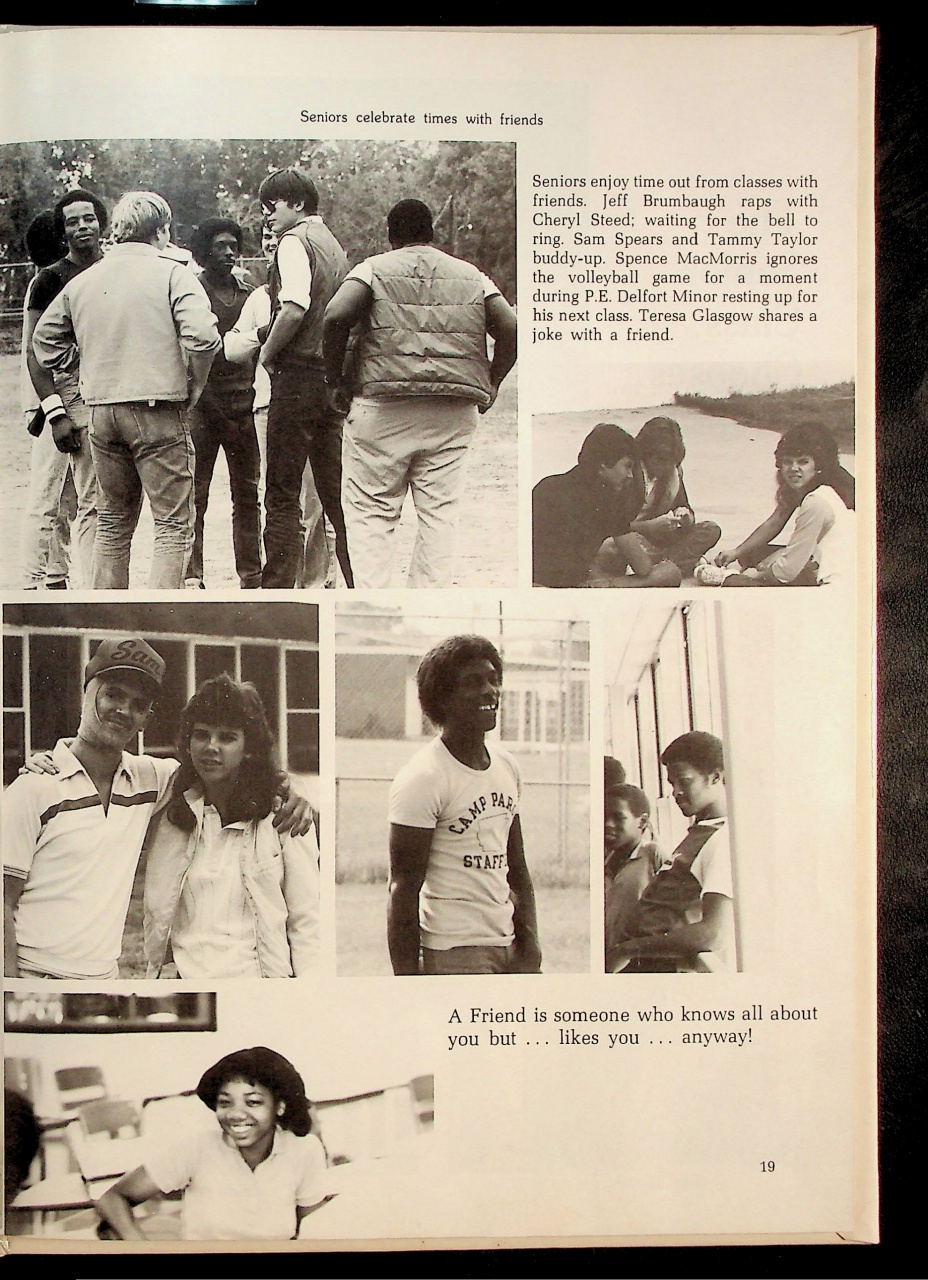 Seniors celebrate times with friends
Seniors enjoy time out from classes with
friends. Jeff Brumbaugh raps with
Cheryl Steed; waiting for the bell to
ring. Sam Spears and Tammy Taylor
buddy-up. Spence MacMorris ignores
the volleyball game for a moment
during P.E. Delfort Minor resting up for
his next class. Teresa Glasgow shares a
joke with a friend.
Sam
CAMP PAR
STAFF
A Friend is someone who knows all about
you but ... likes you ... anyway!
19